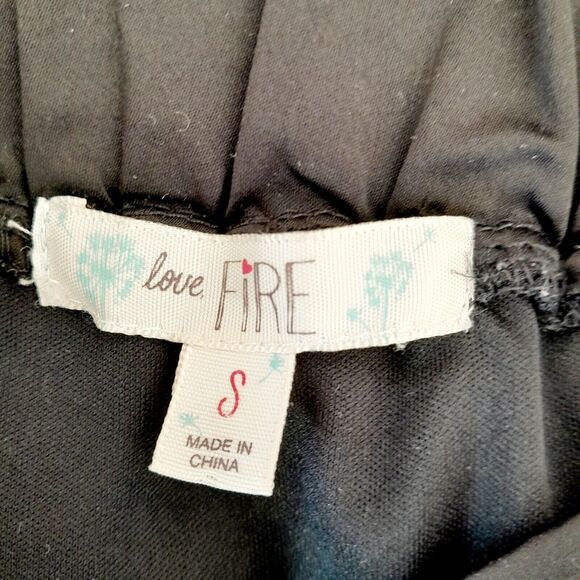 love, FiRE
S
MADE IN
CHINA